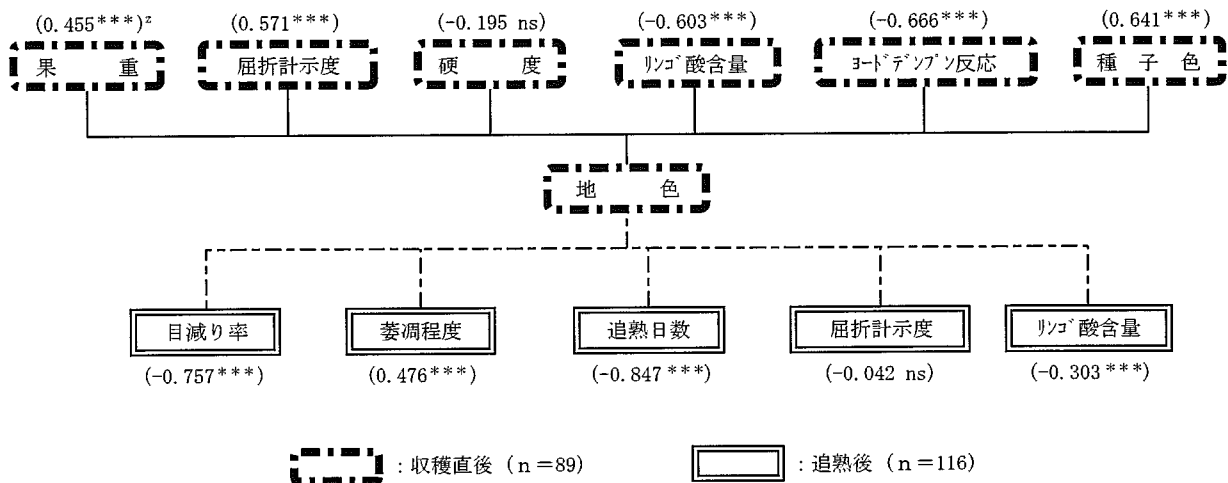 (0.455***)ᶻ (0.571***) (-0.195 ns) (-0.603***) (-0.666***) (0.641***)
果重 屈折計示度 硬度 ﾘﾝｺﾞ酸含量 ﾖｰﾄﾞﾃﾞﾝﾌﾟﾝ反応 種子色
地色
目減り率 萎凋程度 追熟日数 屈折計示度 ﾘﾝｺﾞ酸含量
(-0.757***) (0.476***) (-0.847***) (-0.042 ns) (-0.303***)
：収穫直後（n＝89） ：追熟後（n＝116）